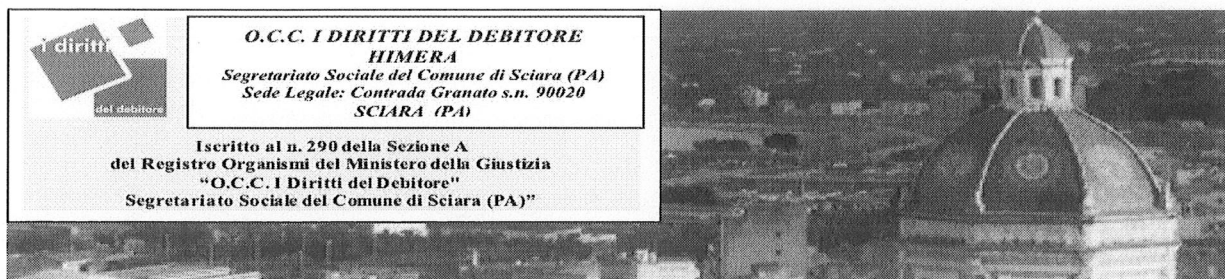 i diritti
del debitore
O.C.C. I DIRITTI DEL DEBITORE
HIMERA
Segretariato Sociale del Comune di Sciara (PA)
Sede Legale: Contrada Granato s.n. 90020
SCIARA (PA)
Iscritto al n. 290 della Sezione A
del Registro Organismi del Ministero della Giustizia
“O.C.C. I Diritti del Debitore"
Segretariato Sociale del Comune di Sciara (PA)”